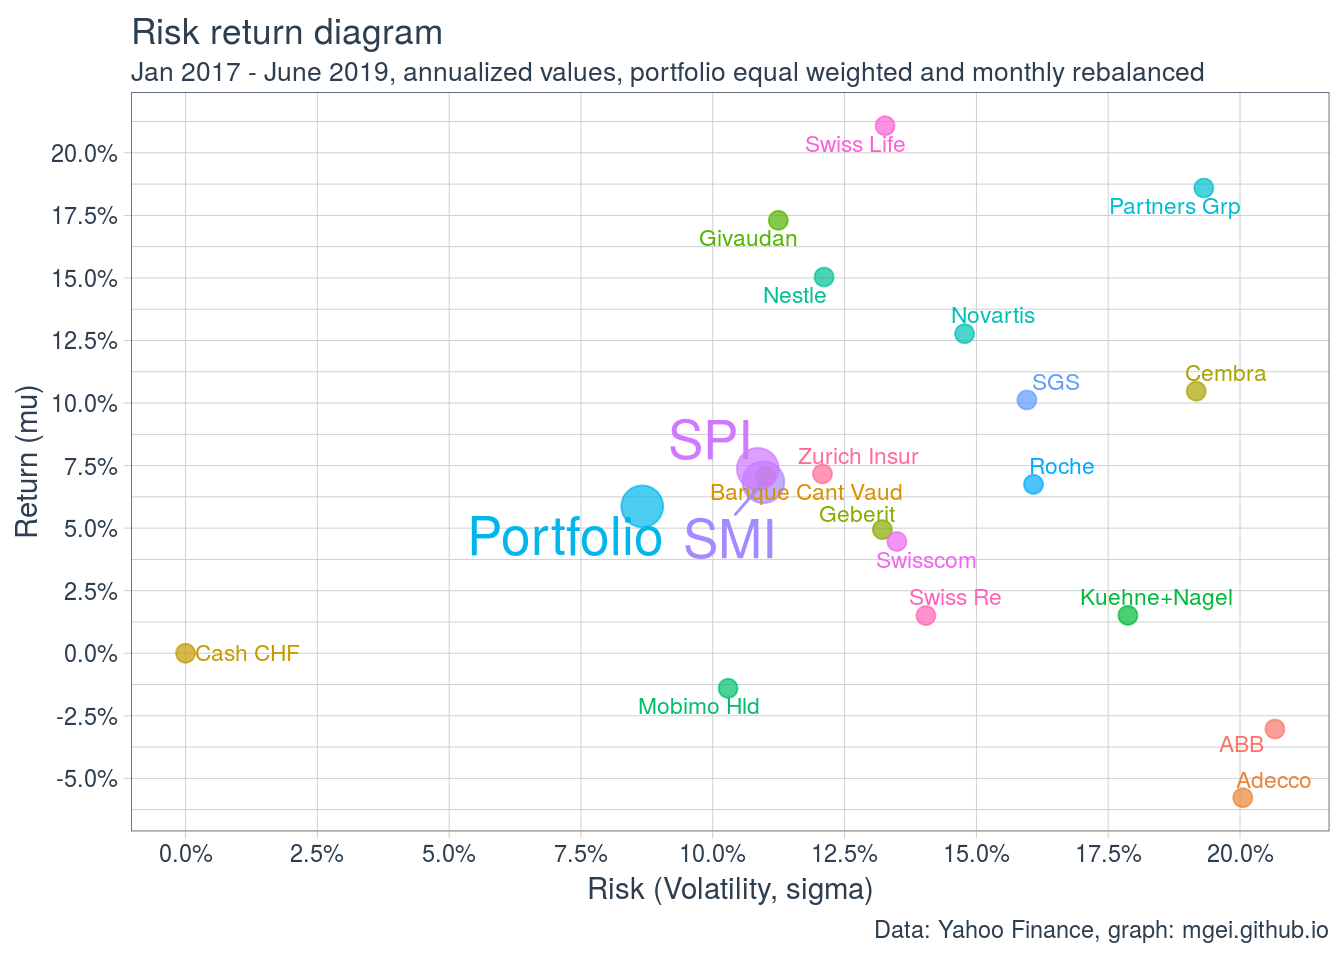 Risk return diagram
Jan 2017 - June 2019, annualized values, portfolio equal weighted and monthly rebalanced
Return (mu)
20.0%
17.5%
15.0%
12.5%
10.0%
7.5%
5.0%
2.5%
0.0%
-2.5%
-5.0%
Swiss Life
Partners Grp
Givaudan
Nestle
Novartis
Cembra
SGS
SPI
Zurich Insur
Roche
Banque Cant Vaud
Geberit
Portfolio
SMI
Swisscom
Swiss Re
Kuehne+Nagel
Cash CHF
Mobimo Hld
ABB
Adecco
0.0%
2.5%
5.0%
7.5%
10.0%
12.5%
15.0%
17.5%
20.0%
Risk (Volatility, sigma)
Data: Yahoo Finance, graph: mgei.github.io